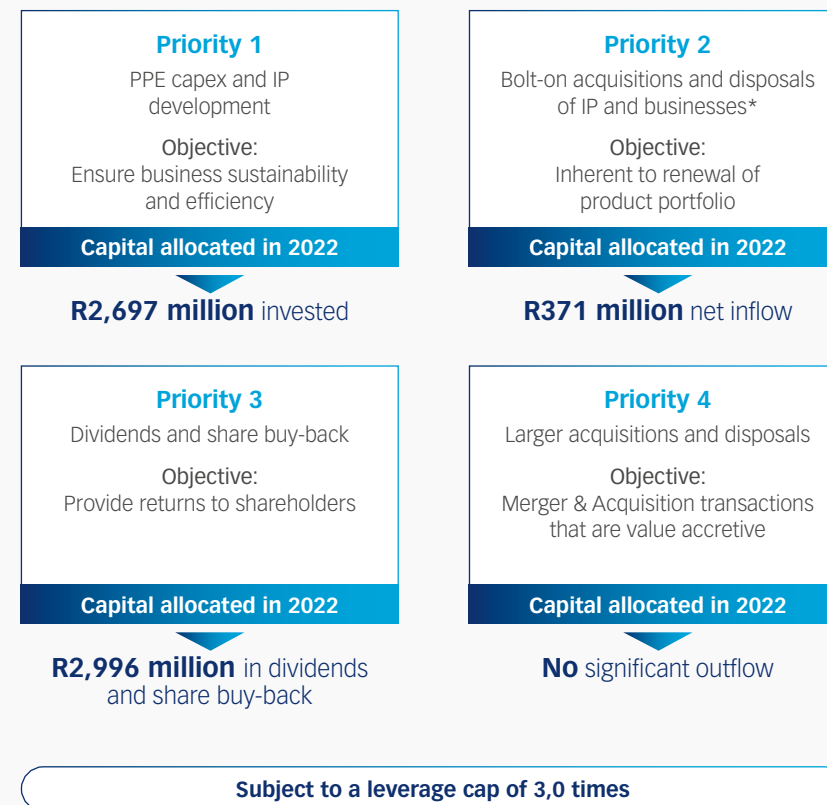 Priority 1
PPE capex and IP
development
Objective:
Ensure business sustainability
and efficiency
Capital allocated in 2022
R2,697 million invested
Priority 2
Bolt-on acquisitions and disposals
of IP and businesses*
Objective:
Inherent to renewal of
product portfolio
Capital allocated in 2022
R371 million net inflow
Priority 3
Dividends and share buy-back
Objective:
Provide returns to shareholders
Capital allocated in 2022
R2,996 million in dividends
and share buy-back
Priority 4
Larger acquisitions and disposals
Objective:
Merger & Acquisition transactions
that are value accretive
Capital allocated in 2022
No significant outflow
Subject to a leverage cap of 3,0 times